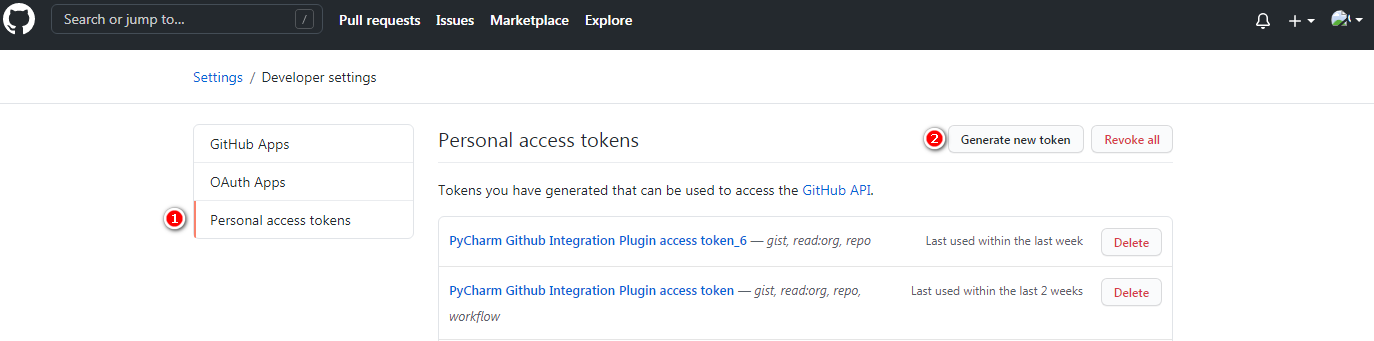 Search or jump to... /
Pull requests Issues Marketplace Explore
Settings / Developer settings
GitHub Apps
OAuth Apps
1 Personal access tokens
Personal access tokens
2 Generate new token Revoke all
Tokens you have generated that can be used to access the GitHub API.
PyCharm Github Integration Plugin access token_6 — gist, read:org, repo Last used within the last week Delete
PyCharm Github Integration Plugin access token — gist, read:org, repo, Last used within the last 2 weeks Delete
workflow